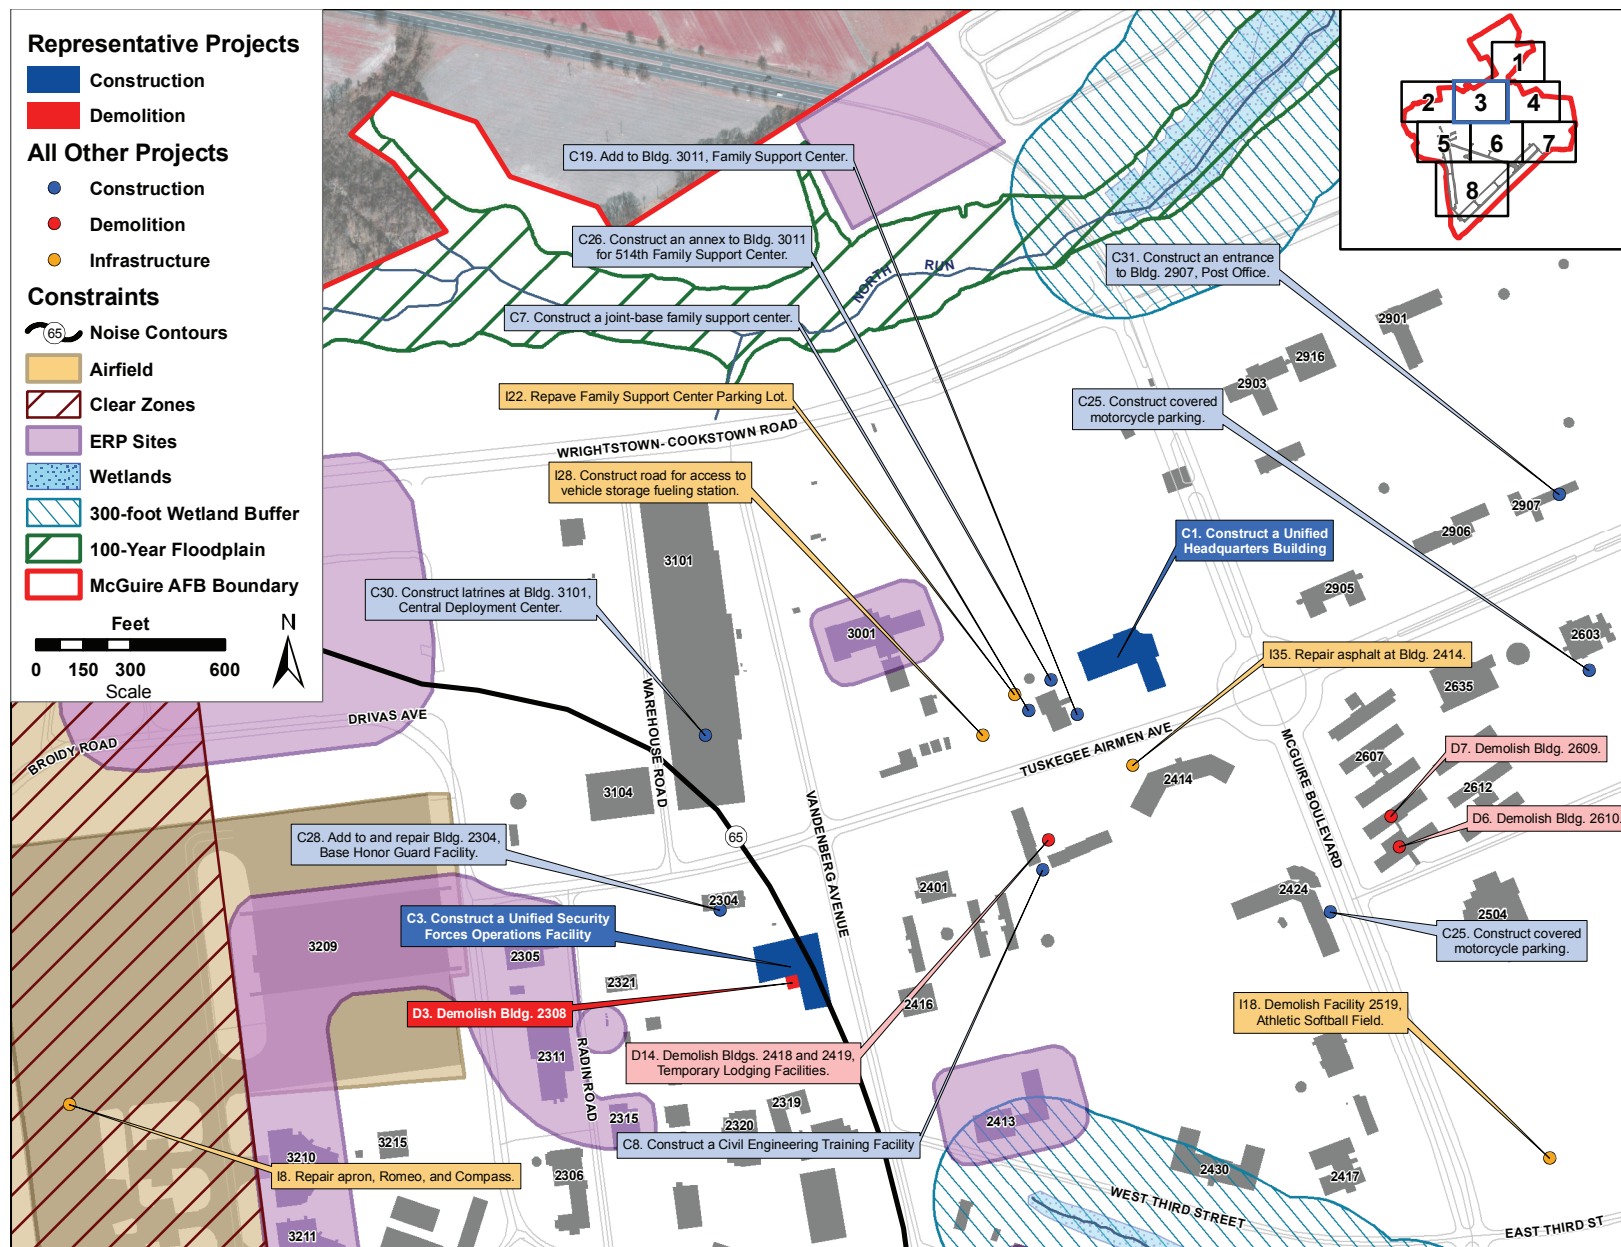 Representative Projects
Construction
Demolition
All Other Projects
Construction
Demolition
Infrastructure
Constraints
65
Noise Contours
Airfield
Clear Zones
ERP Sites
Wetlands
300-foot Wetland Buffer
100-Year Floodplain
McGuire AFB Boundary
Feet
0 150 300 600
Scale
N
1
2
3
4
5
6
7
8
C19. Add to Bldg. 3011, Family Support Center.
C26. Construct an annex to Bldg. 3011
for 514th Family Support Center.
C7. Construct a joint-base family support center.
NORTH RUN
C31. Construct an entrance
to Bldg. 2907, Post Office.
2901
2916
2903
I22. Repave Family Support Center Parking Lot.
C25. Construct covered
motorcycle parking.
WRIGHTSTOWN-COOKSTOWN ROAD
I28. Construct road for access to
vehicle storage fueling station.
2907
2906
C1. Construct a Unified
Headquarters Building
3101
C30. Construct latrines at Bldg. 3101,
Central Deployment Center.
2905
3001
2603
I35. Repair asphalt at Bldg. 2414.
2635
WAREHOUSE ROAD
DRIVAS AVE
BROIDY ROAD
TUSKEGEE AIRMEN AVE
MCGUIRE BOULEVARD
D7. Demolish Bldg. 2609.
2607
2414
2612
3104
VANDENBERG AVENUE
D6. Demolish Bldg. 2610.
65
C28. Add to and repair Bldg. 2304,
Base Honor Guard Facility.
2401
2424
2304
2504
C3. Construct a Unified Security
Forces Operations Facility
C25. Construct covered
motorcycle parking.
3209
2305
2321
2416
D3. Demolish Bldg. 2308
I18. Demolish Facility 2519,
Athletic Softball Field.
2311
RADIN ROAD
D14. Demolish Bldgs. 2418 and 2419,
Temporary Lodging Facilities.
2319
2315
2320
2413
C8. Construct a Civil Engineering Training Facility
3215
3210
I8. Repair apron, Romeo, and Compass.
2306
2430
2417
WEST THIRD STREET
EAST THIRD ST
3211